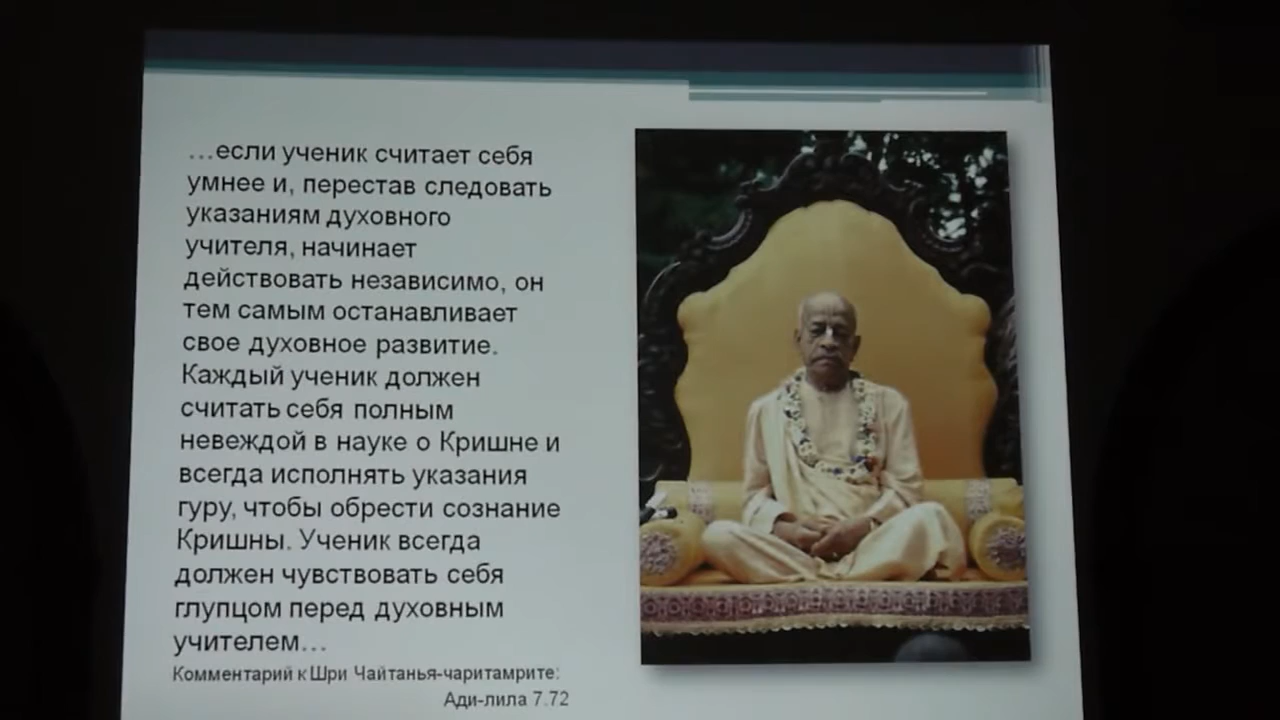 …если ученик считает себя
умнее и, перестав следовать
указаниям духовного
учителя, начинает
действовать независимо, он
тем самым останавливает
свое духовное развитие.
Каждый ученик должен
считать себя полным
невеждой в науке о Кришне и
всегда исполнять указания
гуру, чтобы обрести сознание
Кришны. Ученик всегда
должен чувствовать себя
глупцом перед духовным
учителем…
Комментарий к Шри Чайтанья-чаритамрите:
Ади-лила 7.72